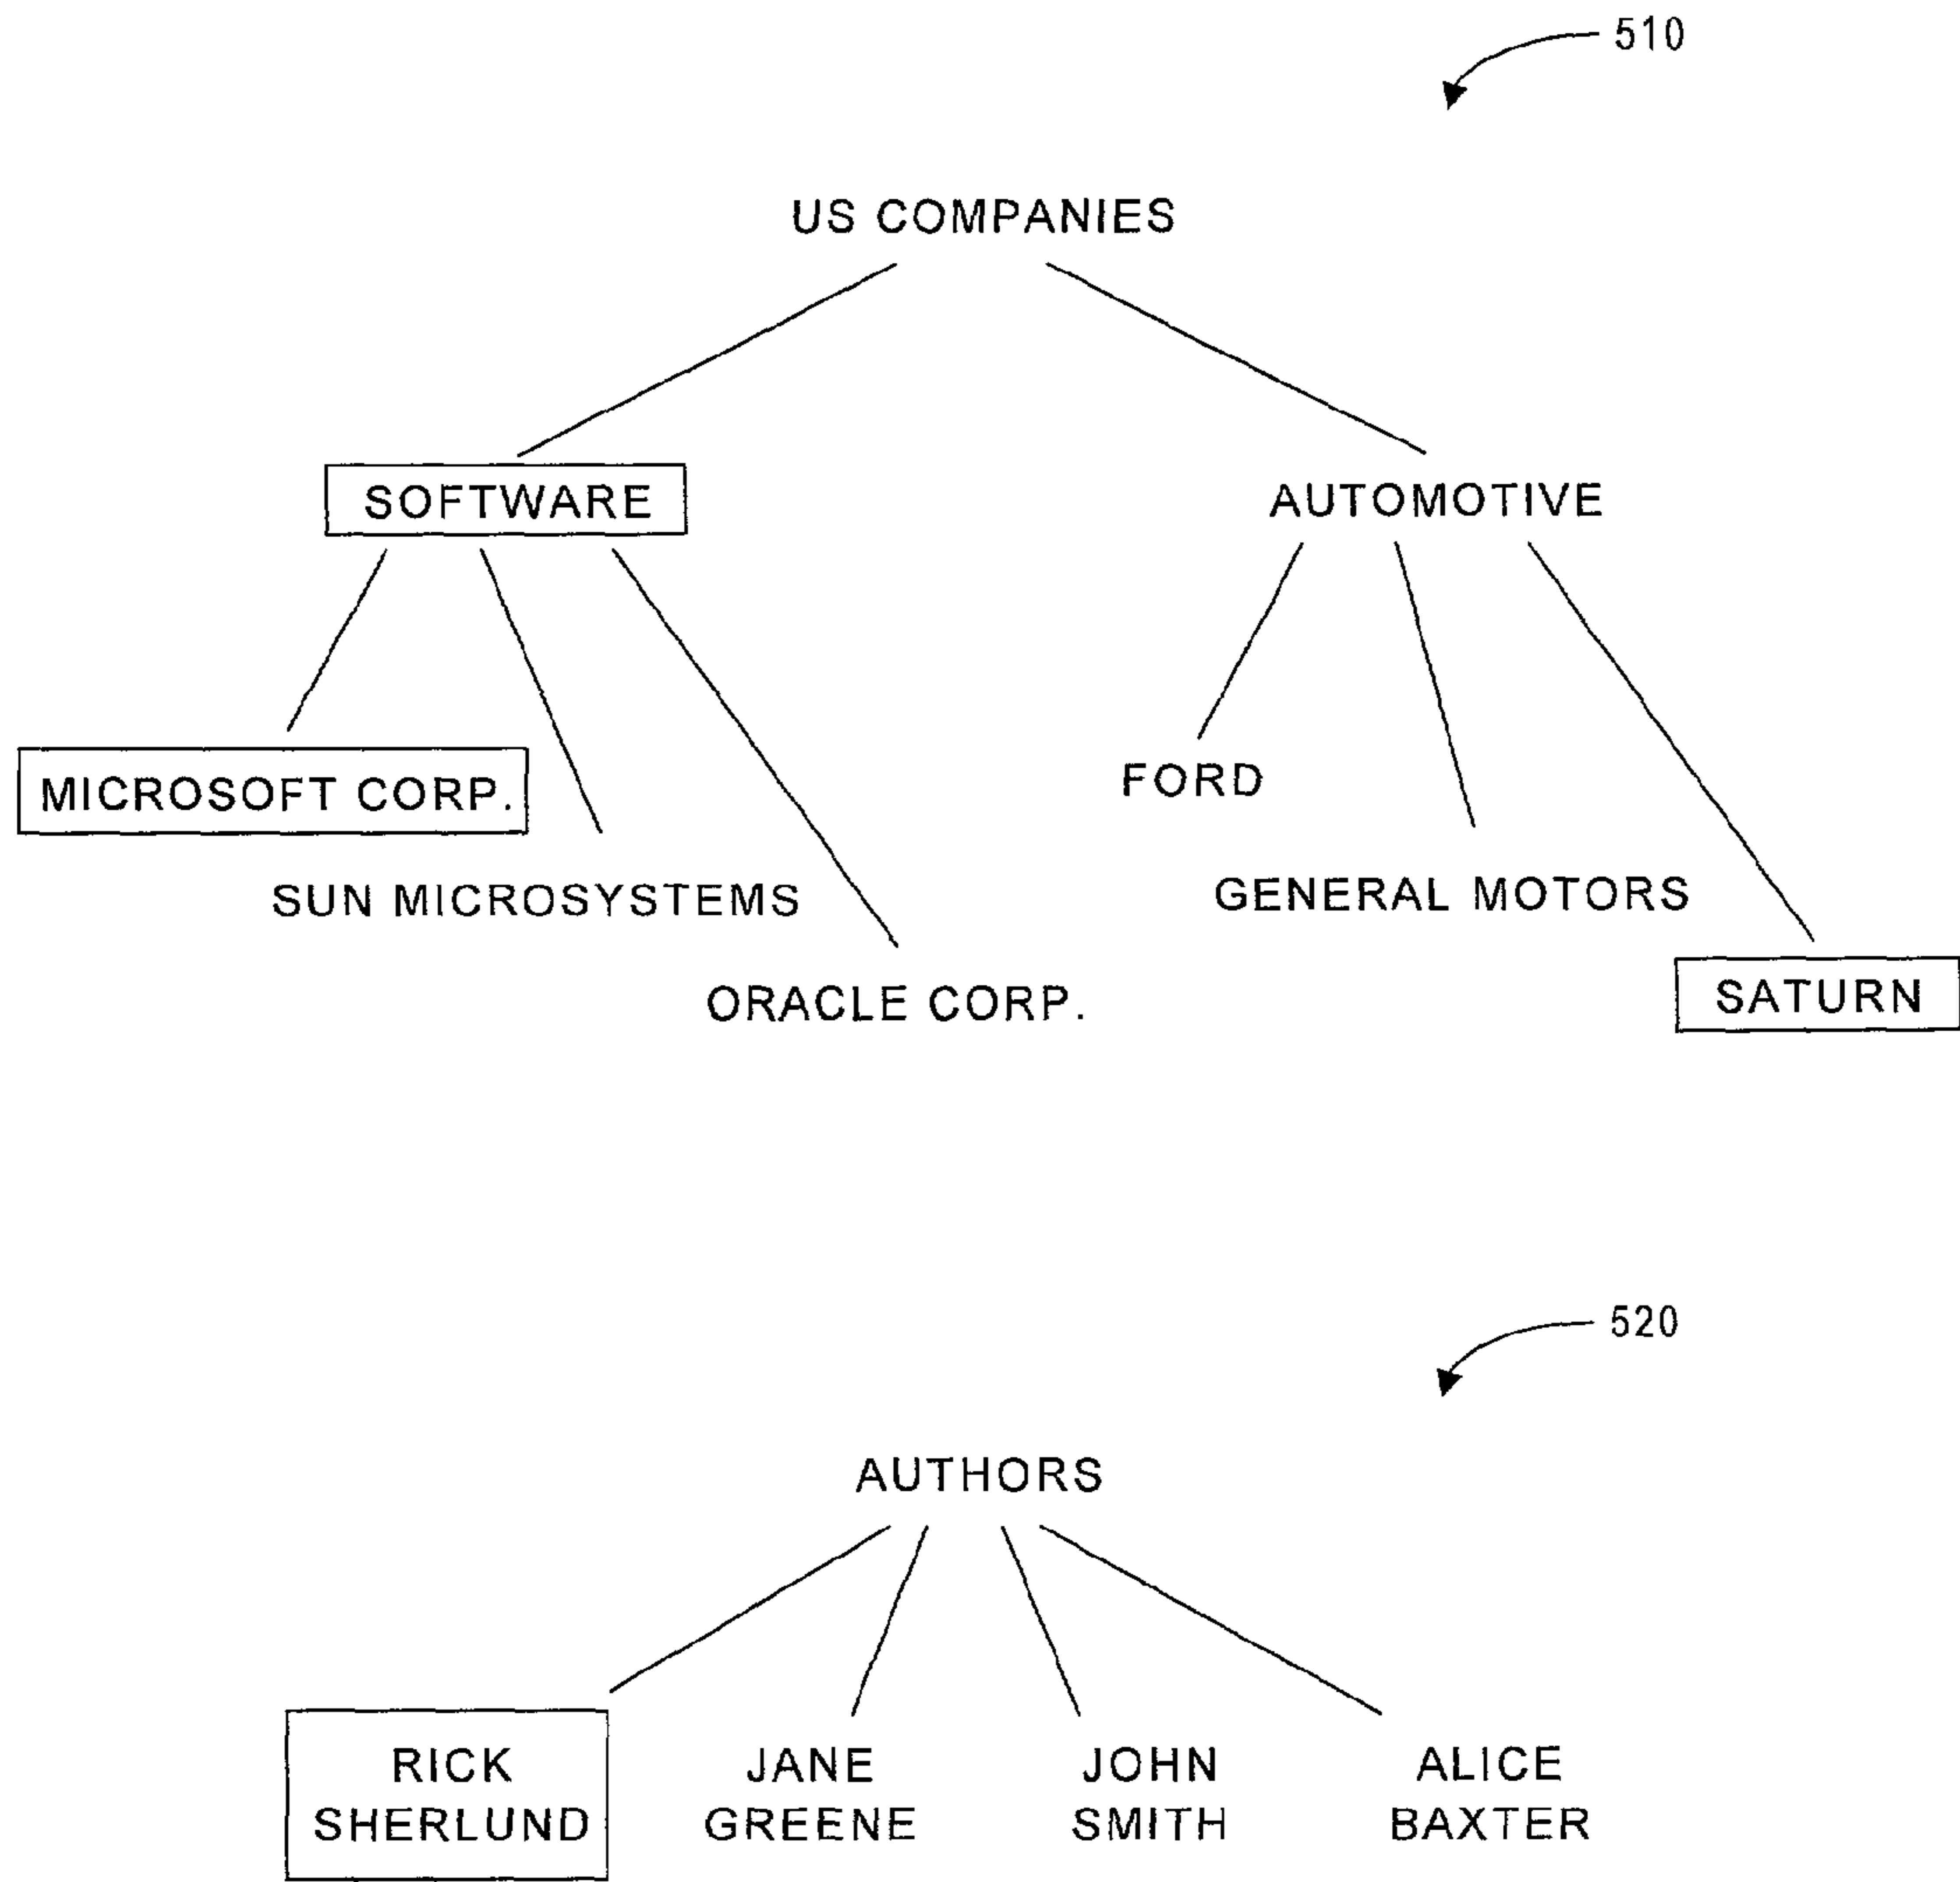 510
US COMPANIES
SOFTWARE
AUTOMOTIVE
MICROSOFT CORP.
FORD
SUN MICROSYSTEMS
GENERAL MOTORS
ORACLE CORP.
SATURN
520
AUTHORS
RICK
SHERLUND
JANE
GREENE
JOHN
SMITH
ALICE
BAXTER